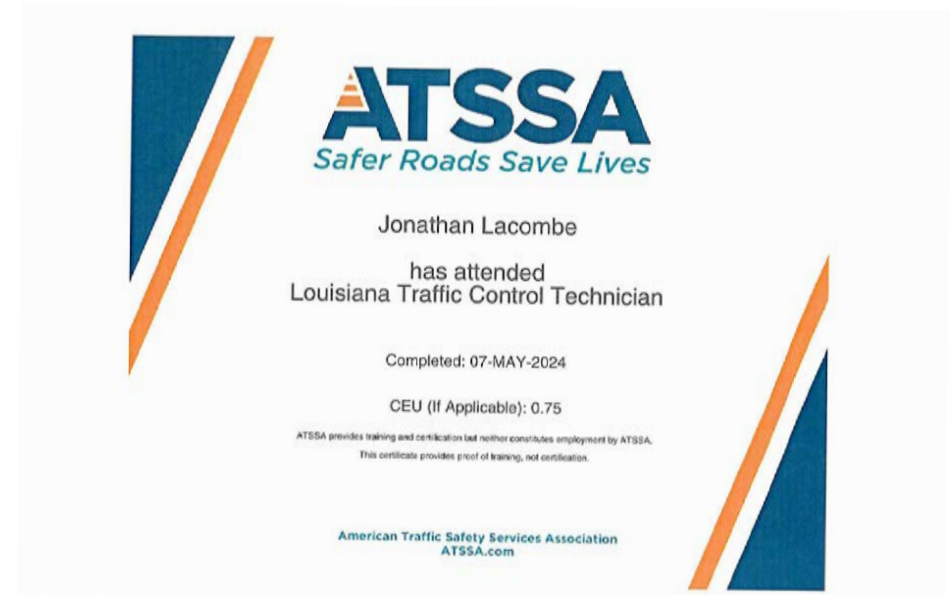 ATSSA
Safer Roads Save Lives
Jonathan Lacombe
has attended
Louisiana Traffic Control Technician
Completed: 07-MAY-2024
CEU (If Applicable): 0.75
ATSSA provides training and certification but neither constitutes employment by ATSSA.
This certificate provides proof of training, not certification.
American Traffic Safety Services Association
ATSSA.com